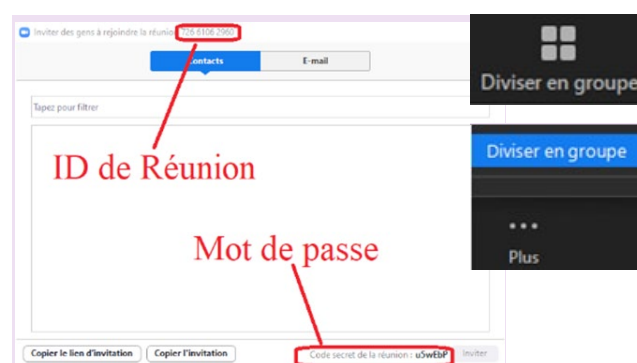 Inviter des gens à rejoindre la réunion 726 6106 2960
Contacts
E-mail
Tapez pour filtrer
ID de Réunion
Mot de passe
Copier le lien d'invitation
Copier l'invitation
Code secret de la réunion : u5wEbP
Inviter
Diviser en groupe
Diviser en groupe
Plus